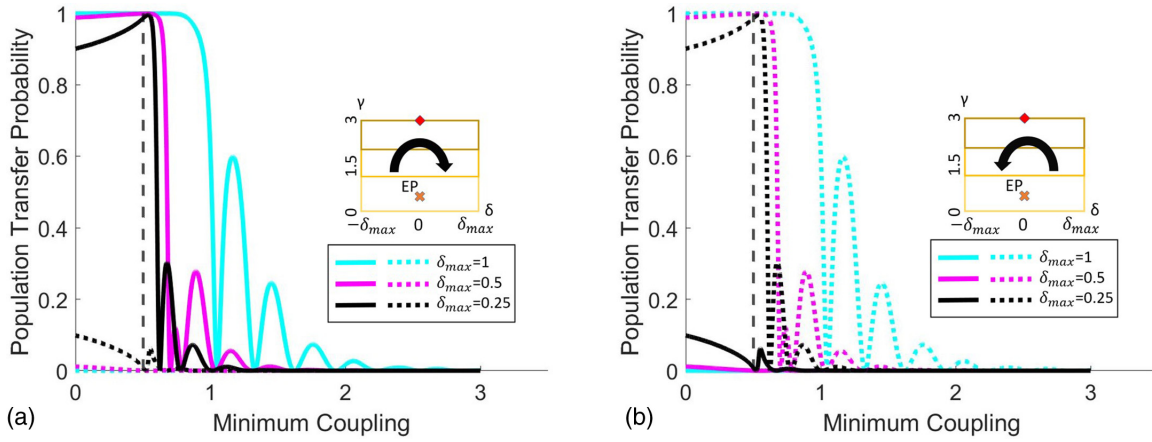 Population Transfer Probability
1
0.8
0.6
0.4
0.2
0
0
1
2
3
Minimum Coupling
(a)
γ
3
1.5
0
EP
δ
−δmax
0
δmax
δmax=1
δmax=0.5
δmax=0.25
Population Transfer Probability
1
0.8
0.6
0.4
0.2
0
0
1
2
3
Minimum Coupling
(b)
γ
3
1.5
0
EP
δ
−δmax
0
δmax
δmax=1
δmax=0.5
δmax=0.25